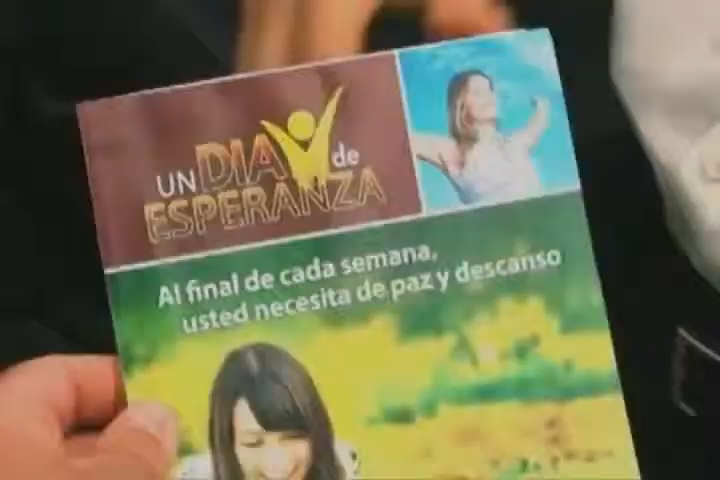 UN DIA de
ESPERANZA
Al final de cada semana,
usted necesita de paz y descanso